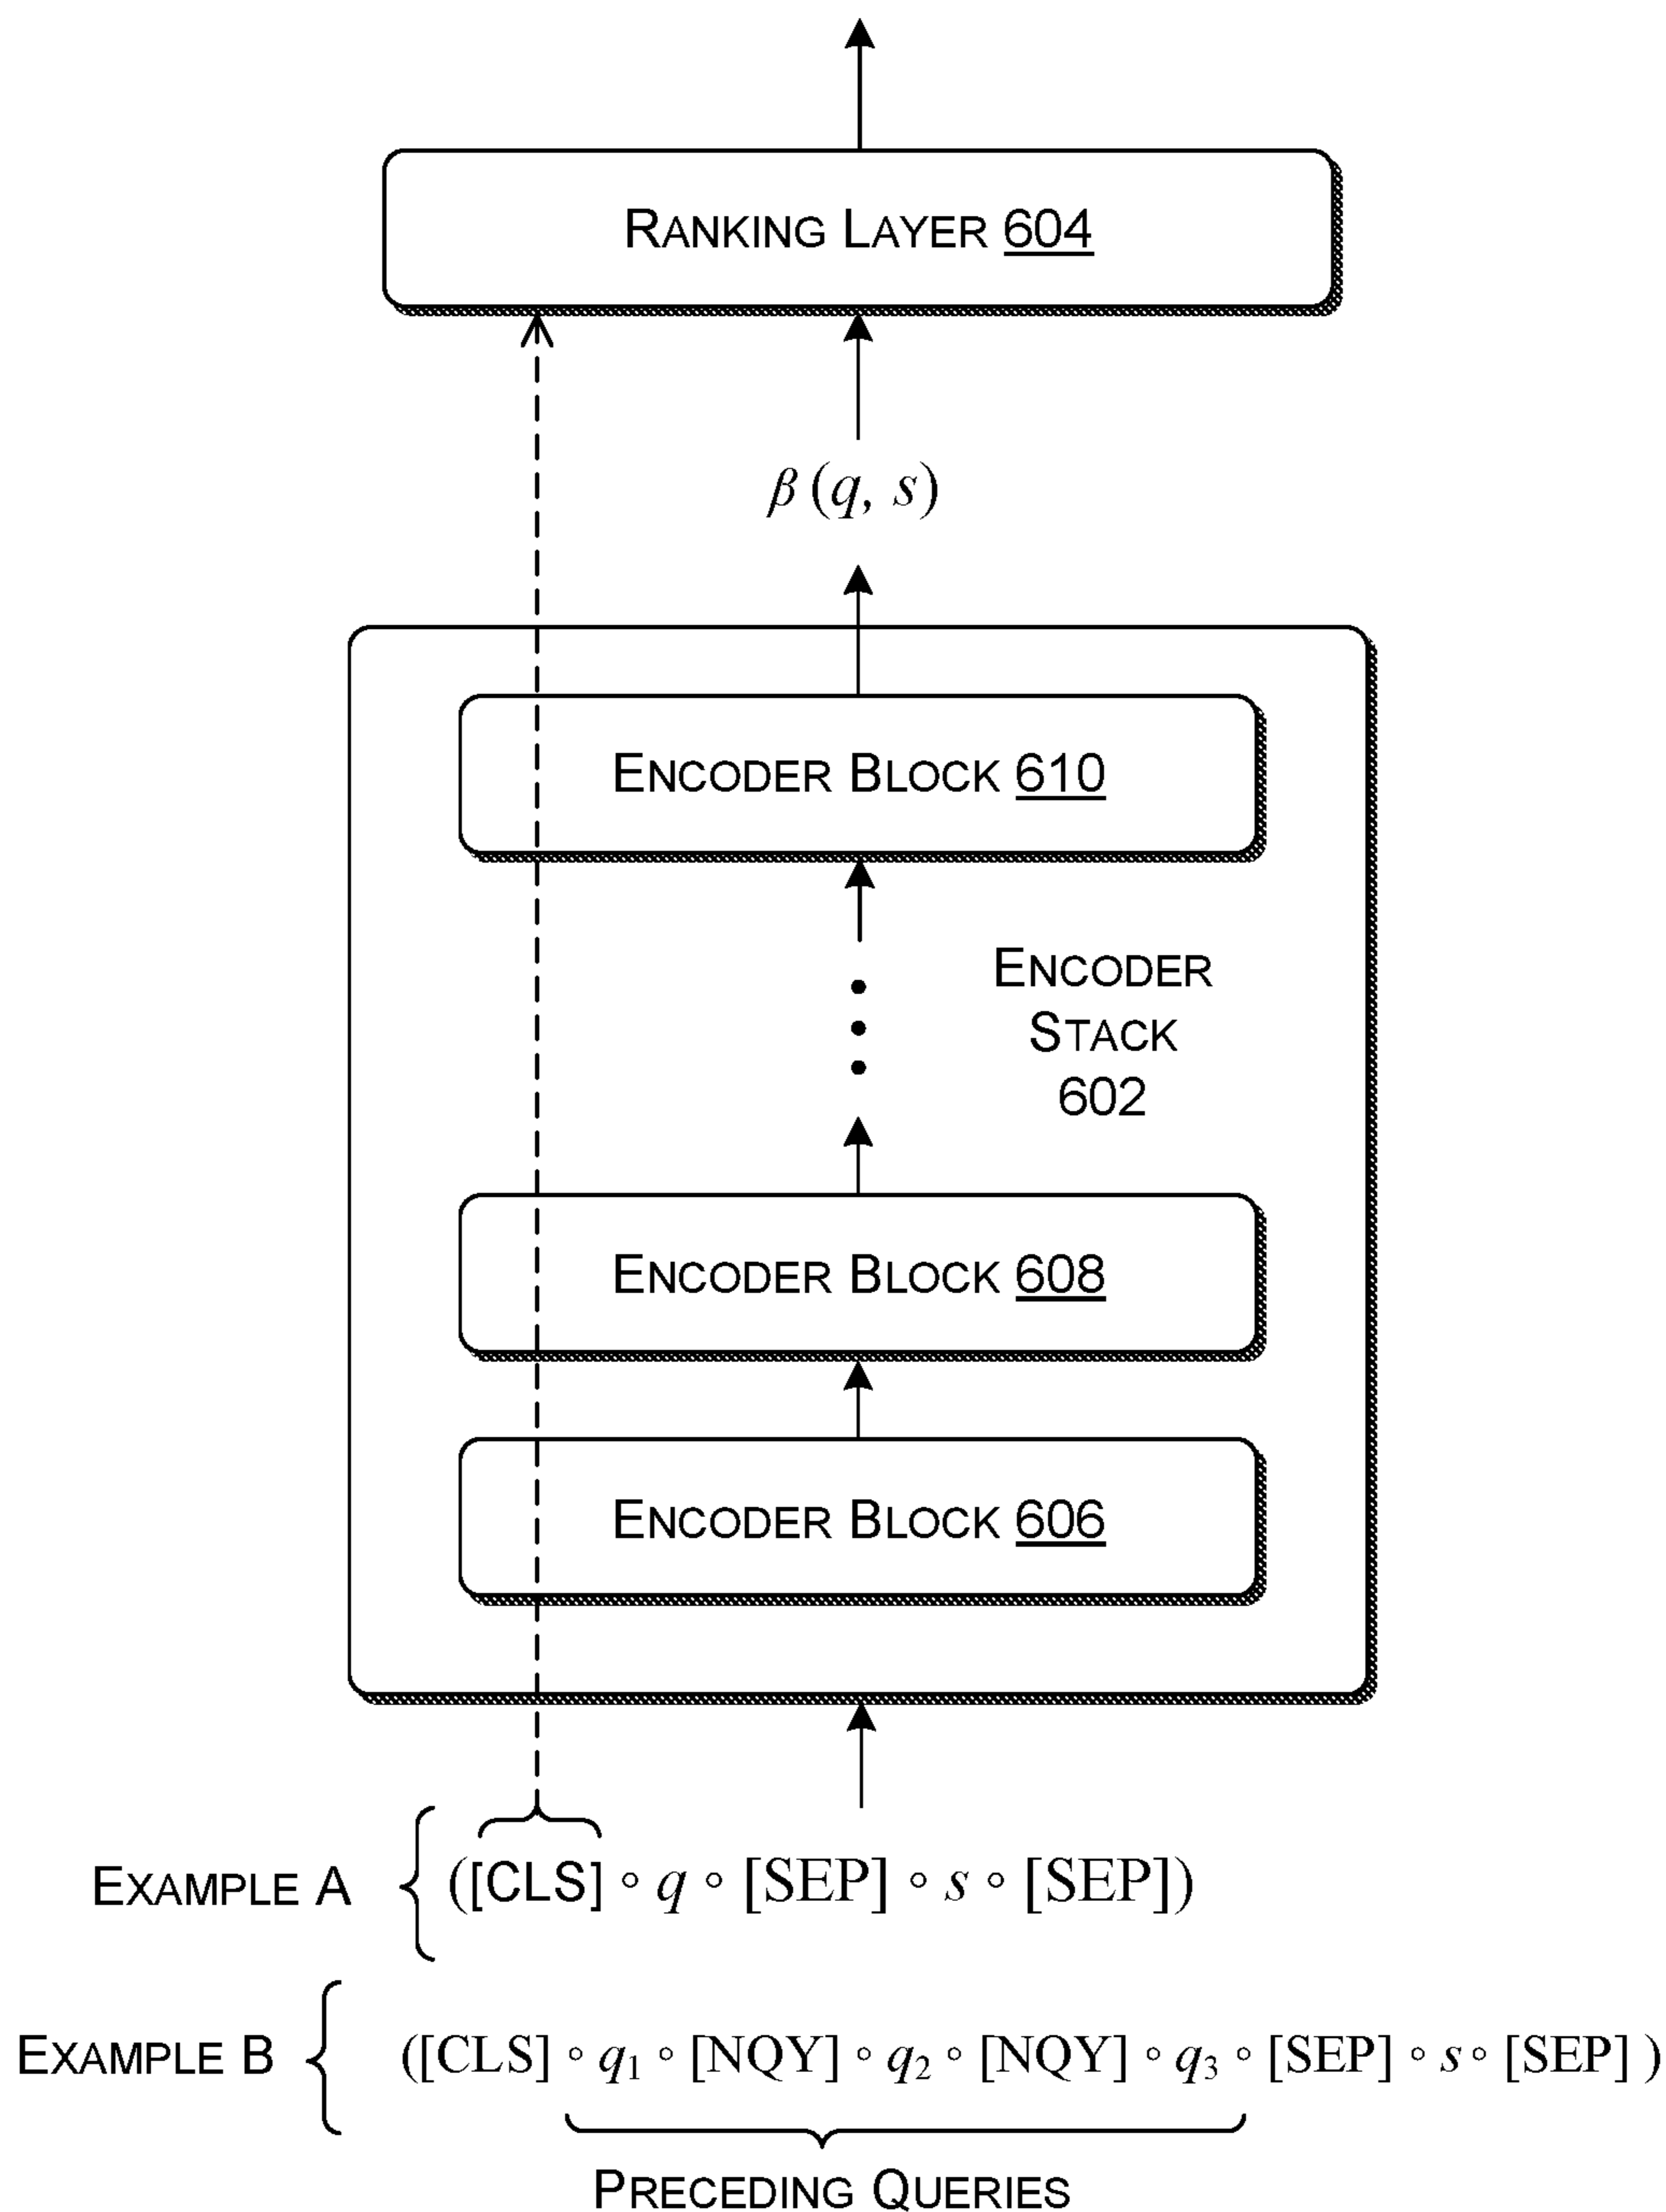 RANKING LAYER 604
β (q, s)
ENCODER BLOCK 610
ENCODER
STACK
602
ENCODER BLOCK 608
ENCODER BLOCK 606
EXAMPLE A ([CLS] ∘ q ∘ [SEP] ∘ s ∘ [SEP])
EXAMPLE B ([CLS] ∘ q₁ ∘ [NQY] ∘ q₂ ∘ [NQY] ∘ q₃ ∘ [SEP] ∘ s ∘ [SEP] )
PRECEDING QUERIES